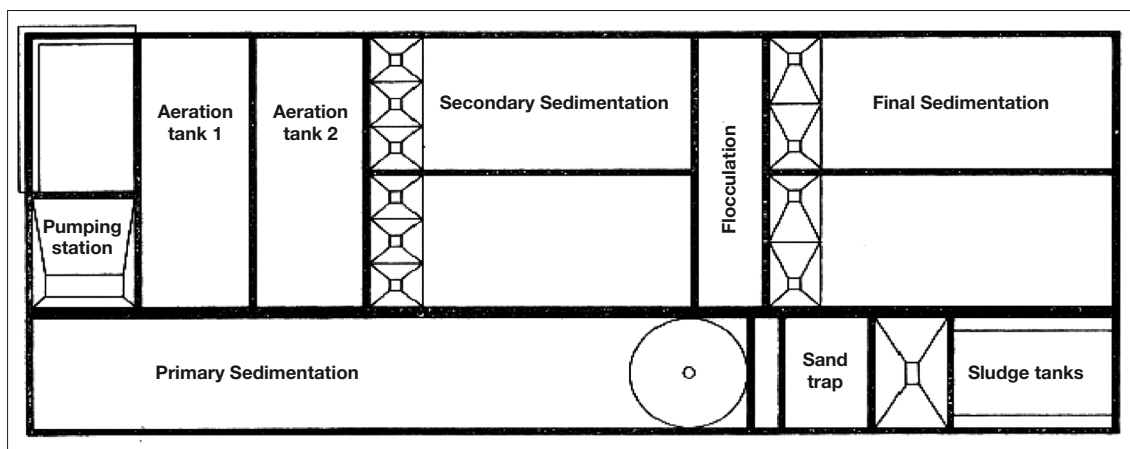 Aeration
tank 1
Aeration
tank 2
Secondary Sedimentation
Flocculation
Final Sedimentation
Pumping
station
Primary Sedimentation
Sand
trap
Sludge tanks